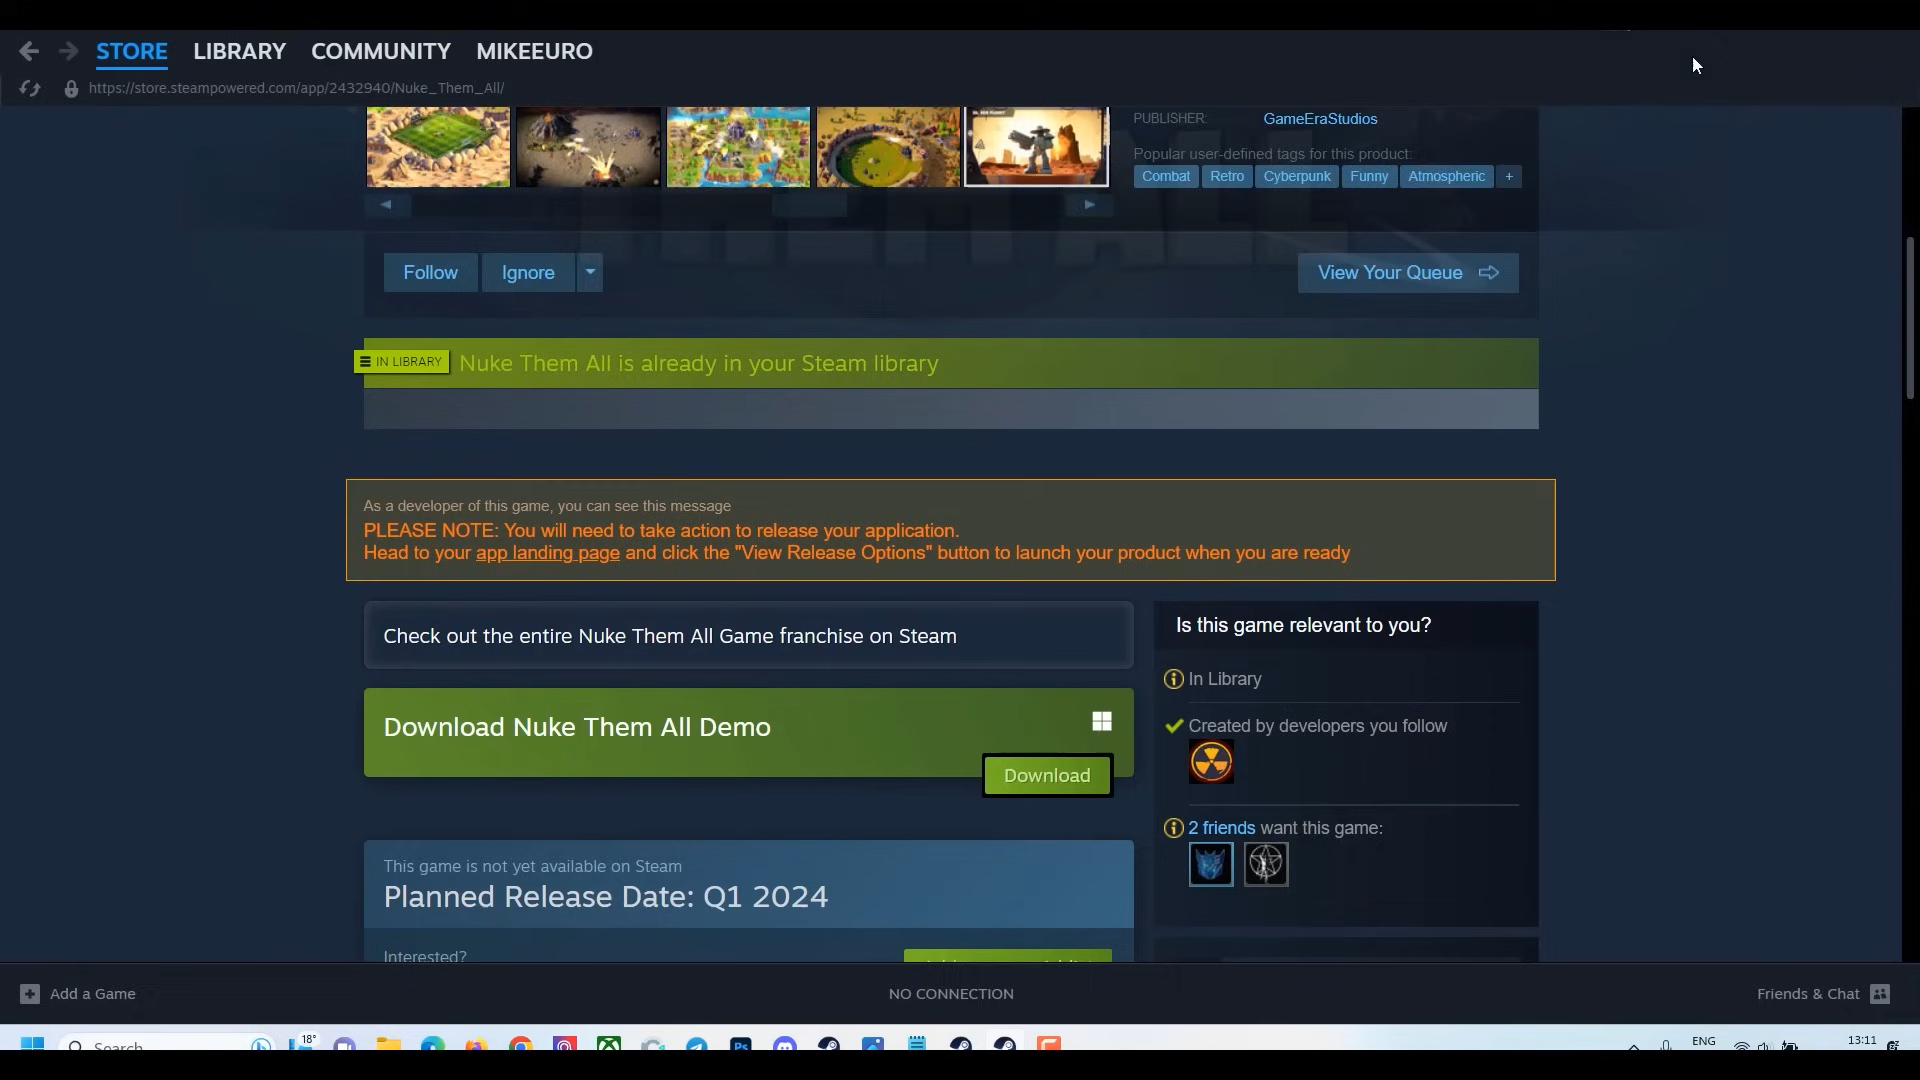 STORE LIBRARY COMMUNITY MIKEEURO
https://store.steampowered.com/app/2432940/Nuke_Them_All/
PUBLISHER: GameEraStudios
Popular user-defined tags for this product:
Combat Retro Cyberpunk Funny Atmospheric +
Follow Ignore View Your Queue
IN LIBRARY Nuke Them All is already in your Steam library
As a developer of this game, you can see this message
PLEASE NOTE: You will need to take action to release your application.
Head to your app landing page and click the "View Release Options" button to launch your product when you are ready
Check out the entire Nuke Them All Game franchise on Steam
Is this game relevant to you?
In Library
Download Nuke Them All Demo
Created by developers you follow
Download
2 friends want this game:
This game is not yet available on Steam
Planned Release Date: Q1 2024
Interested?
Add a Game NO CONNECTION Friends & Chat
Search 18° ENG 13:11